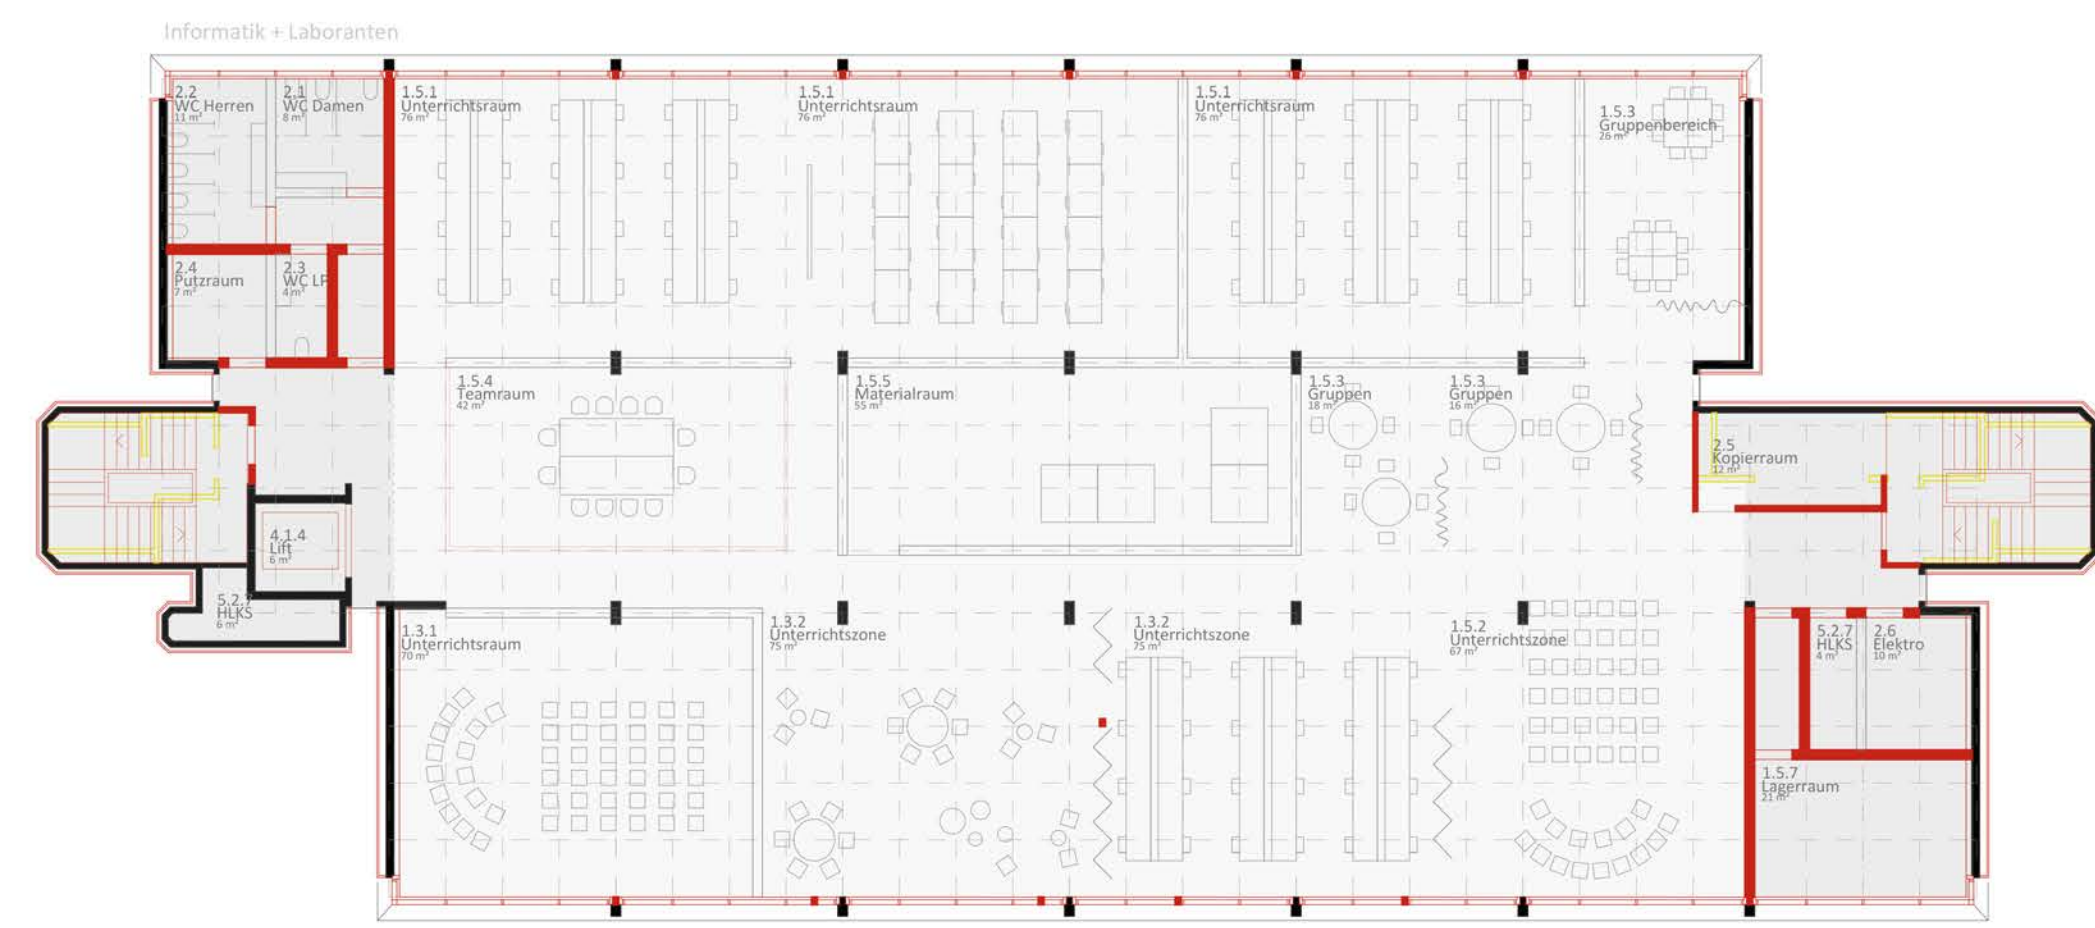 Informatik + Laboranten
2.2
WC Herren
11 m²
2.1
WC Damen
8 m²
1.5.1
Unterrichtsraum
76 m²
1.5.1
Unterrichtsraum
76 m²
1.5.1
Unterrichtsraum
76 m²
1.5.3
Gruppenbereich
26 m²
2.4
Putzraum
7 m²
2.3
WC LP
4 m²
1.5.4
Teamraum
42 m²
1.5.5
Materialraum
55 m²
1.5.3
Gruppen
18 m²
1.5.3
Gruppen
16 m²
2.5
Kopierraum
12 m²
4.1.4
Lift
6 m²
5.2.7
HLKS
6 m²
1.3.1
Unterrichtsraum
70 m²
1.3.2
Unterrichtszone
75 m²
1.3.2
Unterrichtszone
75 m²
1.5.2
Unterrichtszone
67 m²
5.2.7
HLKS
4 m²
2.6
Elektro
10 m²
1.5.7
Lagerraum
21 m²